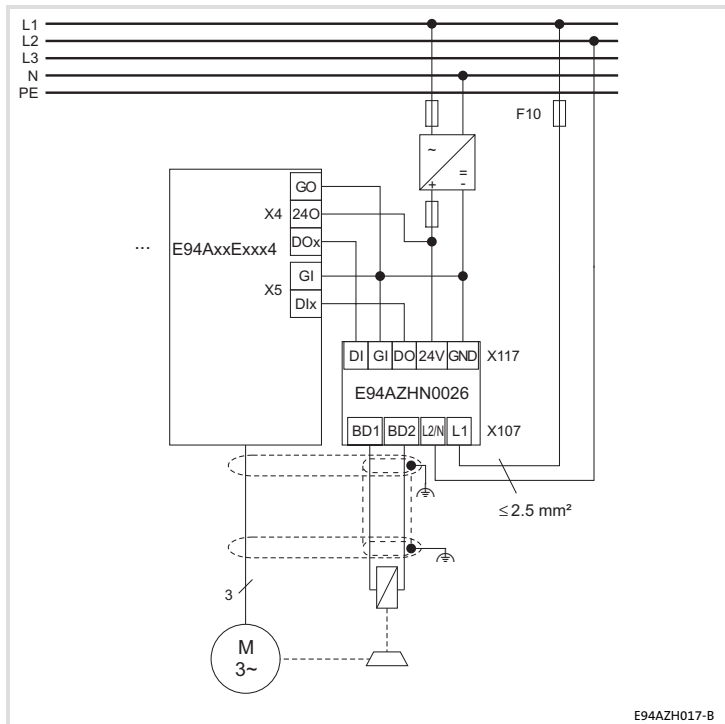 L1
L2
L3
N
PE
F10
~
=
+
-
GO
X4 24O
DOx
... E94AxxExxx4
GI
X5
DIx
DI GI DO 24V GND X117
E94AZHN0026
BD1 BD2 L2/N L1 X107
≤2.5 mm²
3
M
3~
E94AZH017-B